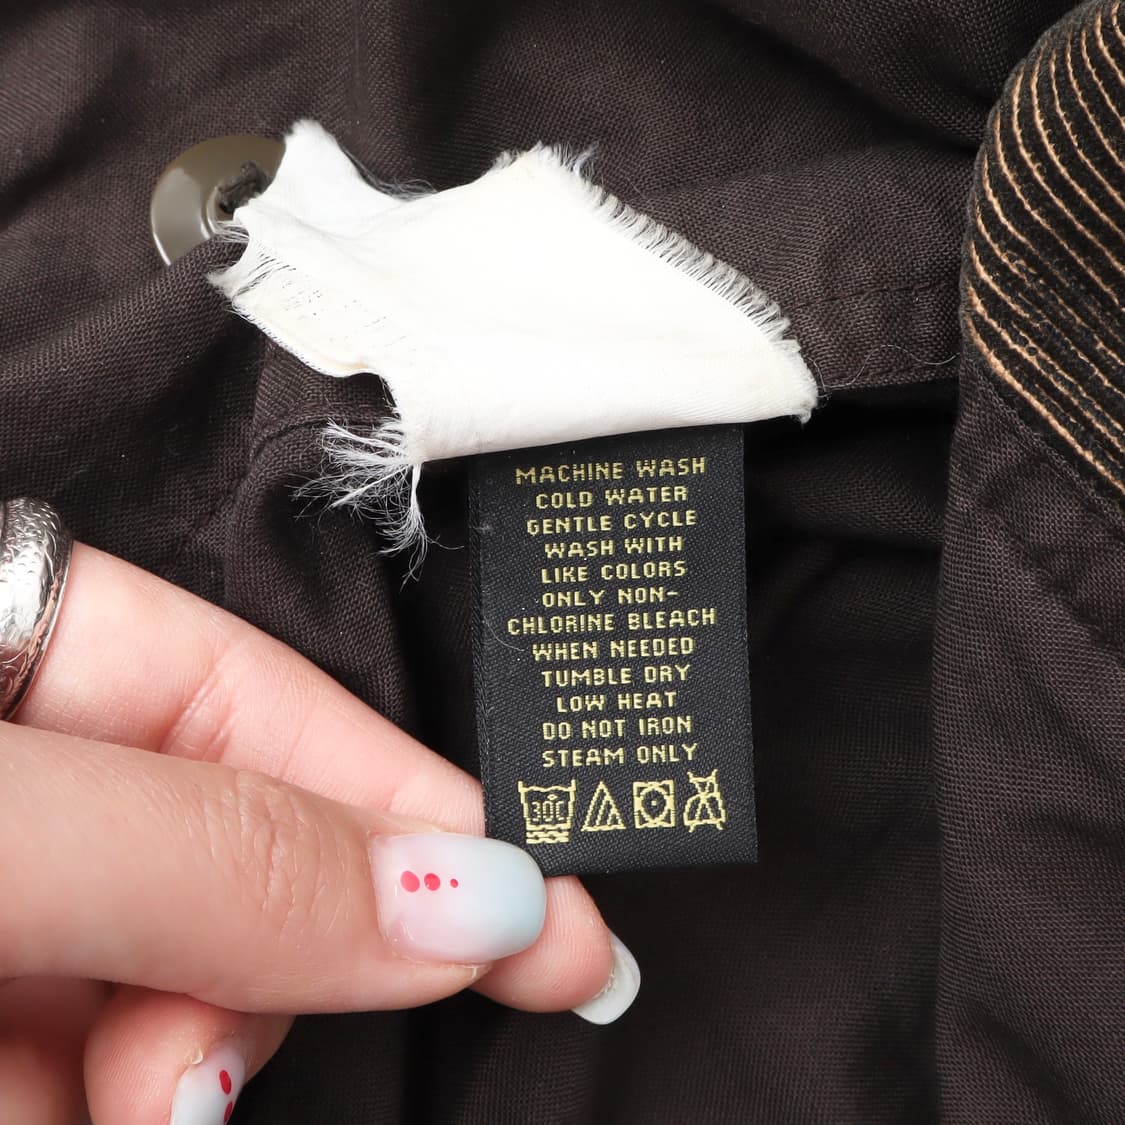 MACHINE WASH
COLD WATER
GENTLE CYCLE
WASH WITH
LIKE COLORS
ONLY NON-
CHLORINE BLEACH
WHEN NEEDED
TUMBLE DRY
LOW HEAT
DO NOT IRON
STEAM ONLY
30C